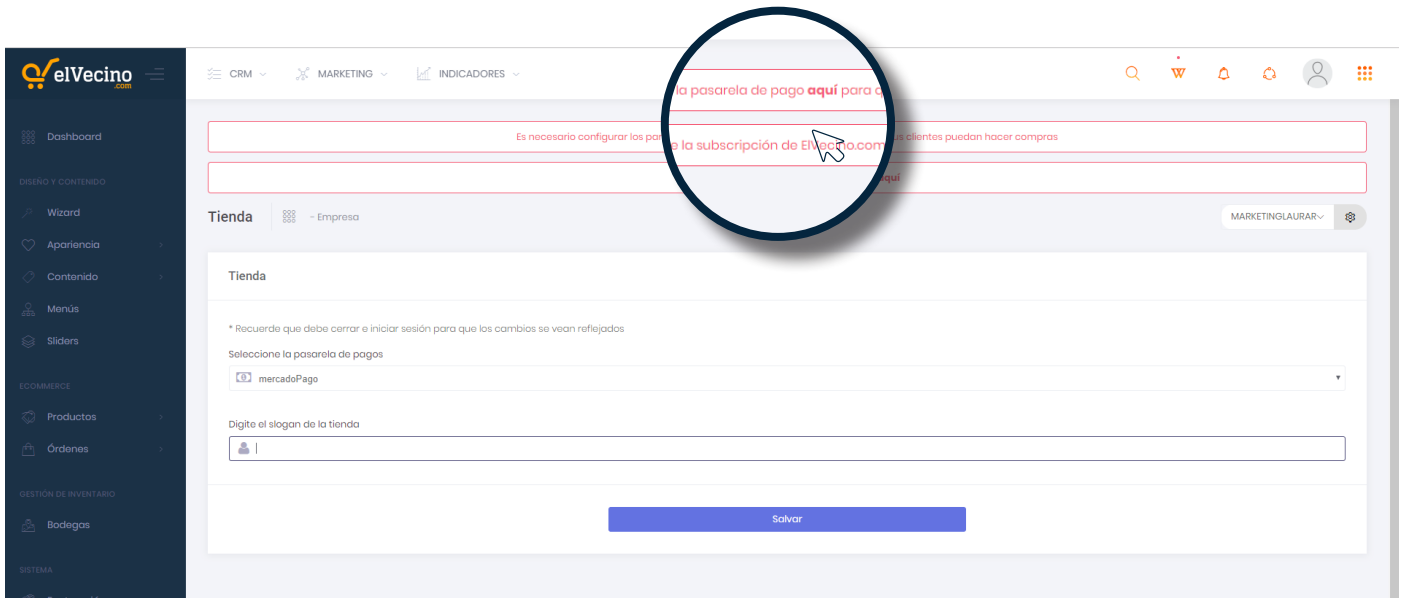 elVecino
.com
CRM
MARKETING
INDICADORES
W
la pasarela de pago aquí para
Es necesario configurar los clientes puedan hacer compras
la subscripción de ElVecino.com
aquí
Dashboard
DISEÑO Y CONTENIDO
Wizard
Apariencia
Contenido
Menús
Sliders
ECOMMERCE
Productos
Órdenes
GESTIÓN DE INVENTARIO
Bodegas
SISTEMA
Tienda
- Empresa
MARKETINGLAURAR
Tienda
* Recuerde que debe cerrar e iniciar sesión para que los cambios se vean reflejados
Seleccione la pasarela de pagos
mercadoPago
Digite el slogan de la tienda
Salvar